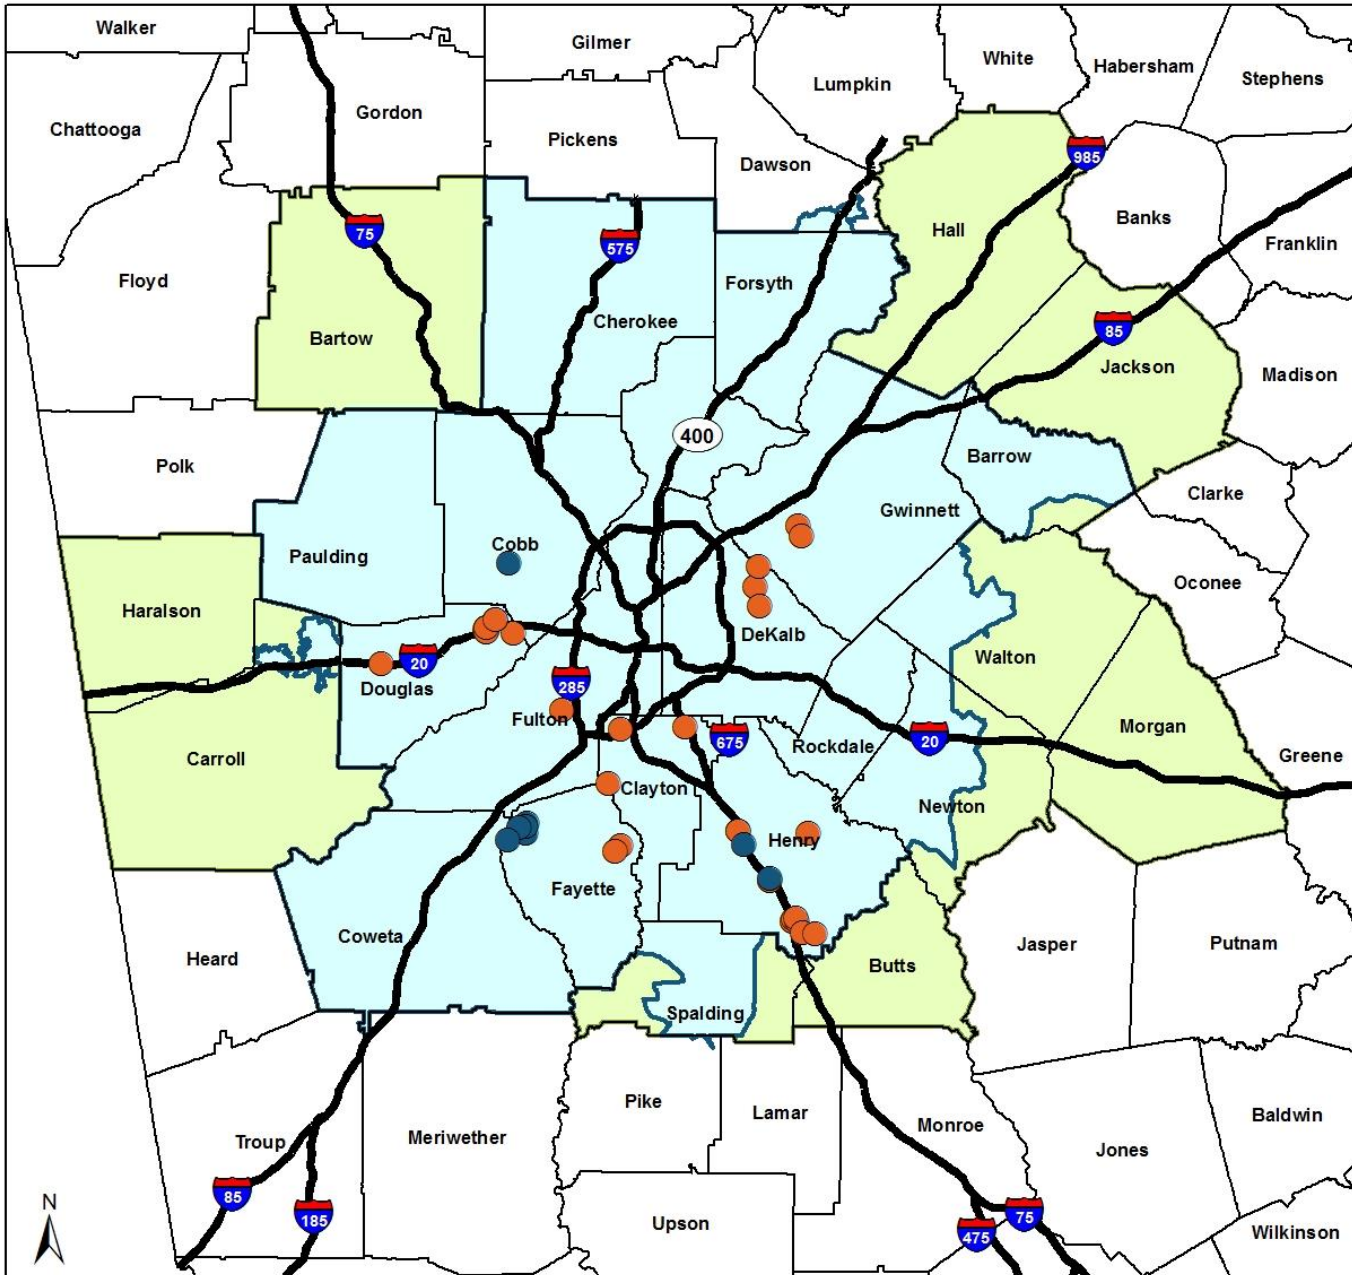 Walker
Gilmer
White
Habersham
Stephens
Lumpkin
Gordon
Chattooga
Pickens
Dawson
985
Banks
Hall
75
575
Franklin
Floyd
Forsyth
Cherokee
85
Bartow
Jackson
Madison
400
Barrow
Polk
Clarke
Gwinnett
Cobb
Paulding
Oconee
Haralson
DeKalb
Walton
20
Douglas
285
Fulton
Morgan
675
20
Rockdale
Greene
Carroll
Clayton
Newton
Henry
Fayette
Coweta
Jasper
Putnam
Heard
Butts
Spalding
Pike
Lamar
Monroe
Baldwin
Troup
Meriwether
Jones
85
N
185
75
Upson
475
Wilkinson